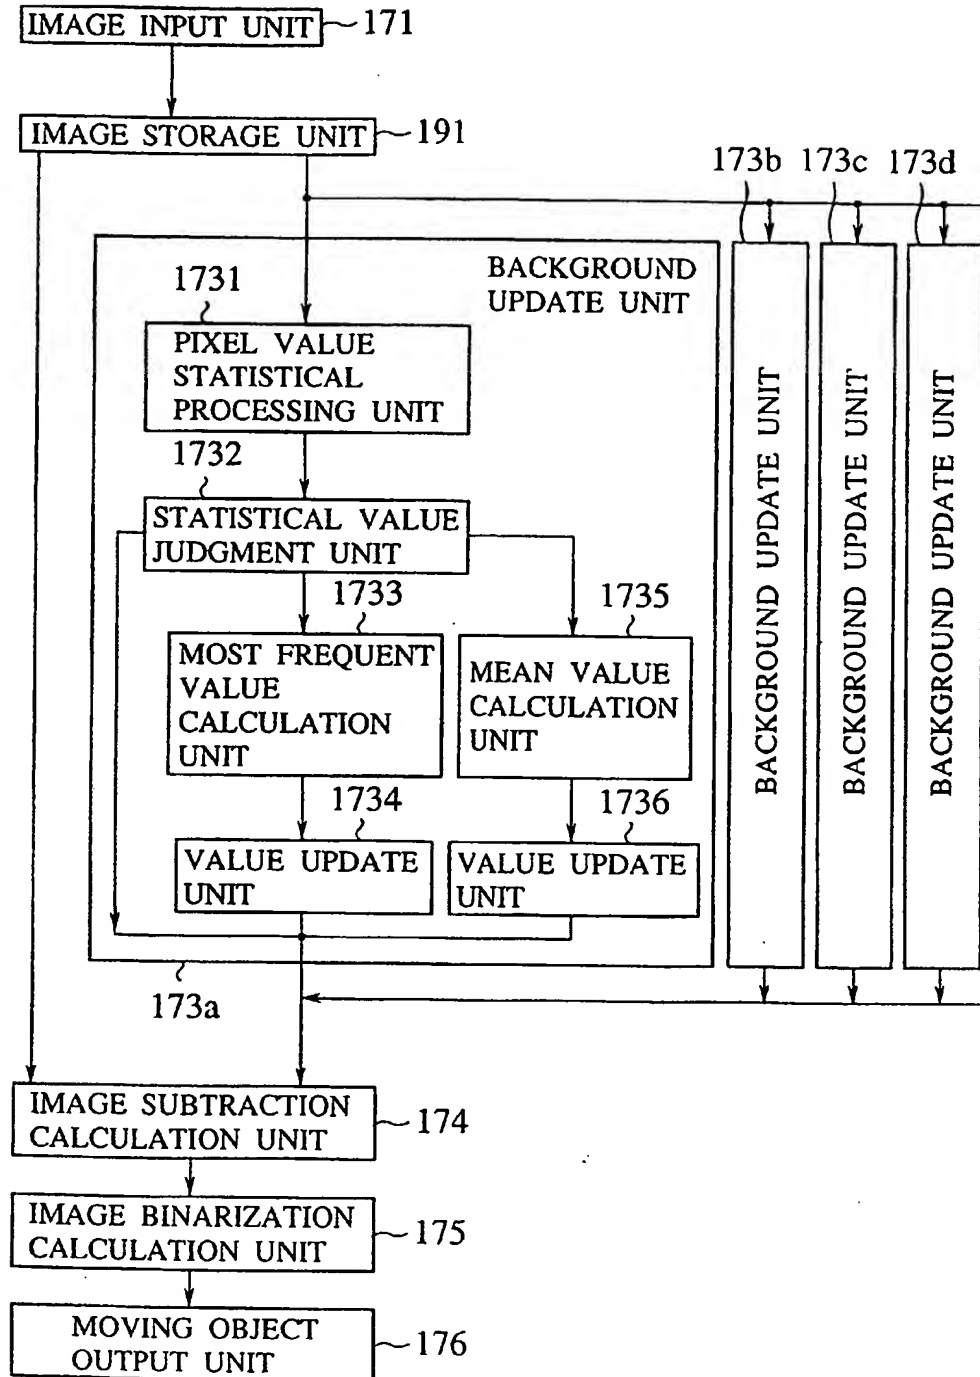 IMAGE INPUT UNIT
171
IMAGE STORAGE UNIT
191
173b
173c
173d
BACKGROUND
UPDATE UNIT
1731
PIXEL VALUE
STATISTICAL
PROCESSING UNIT
1732
STATISTICAL VALUE
JUDGMENT UNIT
1733
MOST FREQUENT
VALUE
CALCULATION
UNIT
1735
MEAN VALUE
CALCULATION
UNIT
1734
VALUE UPDATE
UNIT
1736
VALUE UPDATE
UNIT
173a
BACKGROUND UPDATE UNIT
BACKGROUND UPDATE UNIT
BACKGROUND UPDATE UNIT
IMAGE SUBTRACTION
CALCULATION UNIT
174
IMAGE BINARIZATION
CALCULATION UNIT
175
MOVING OBJECT
OUTPUT UNIT
176